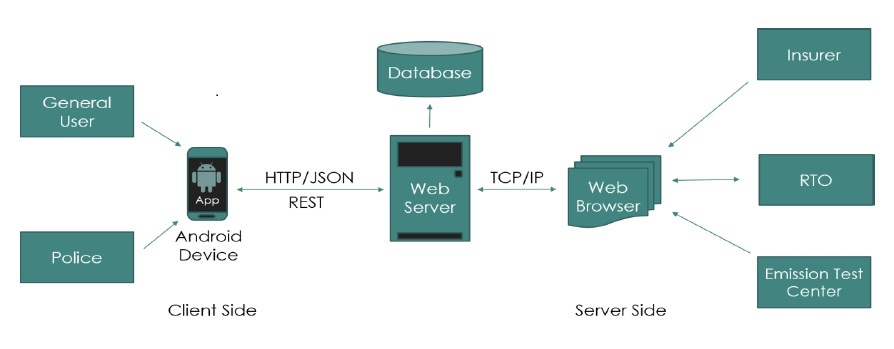 General
User
Police
App
Android
Device
Client Side
HTTP/JSON
REST
Database
Web
Server
TCP/IP
Web
Browser
Server Side
Insurer
RTO
Emission Test
Center